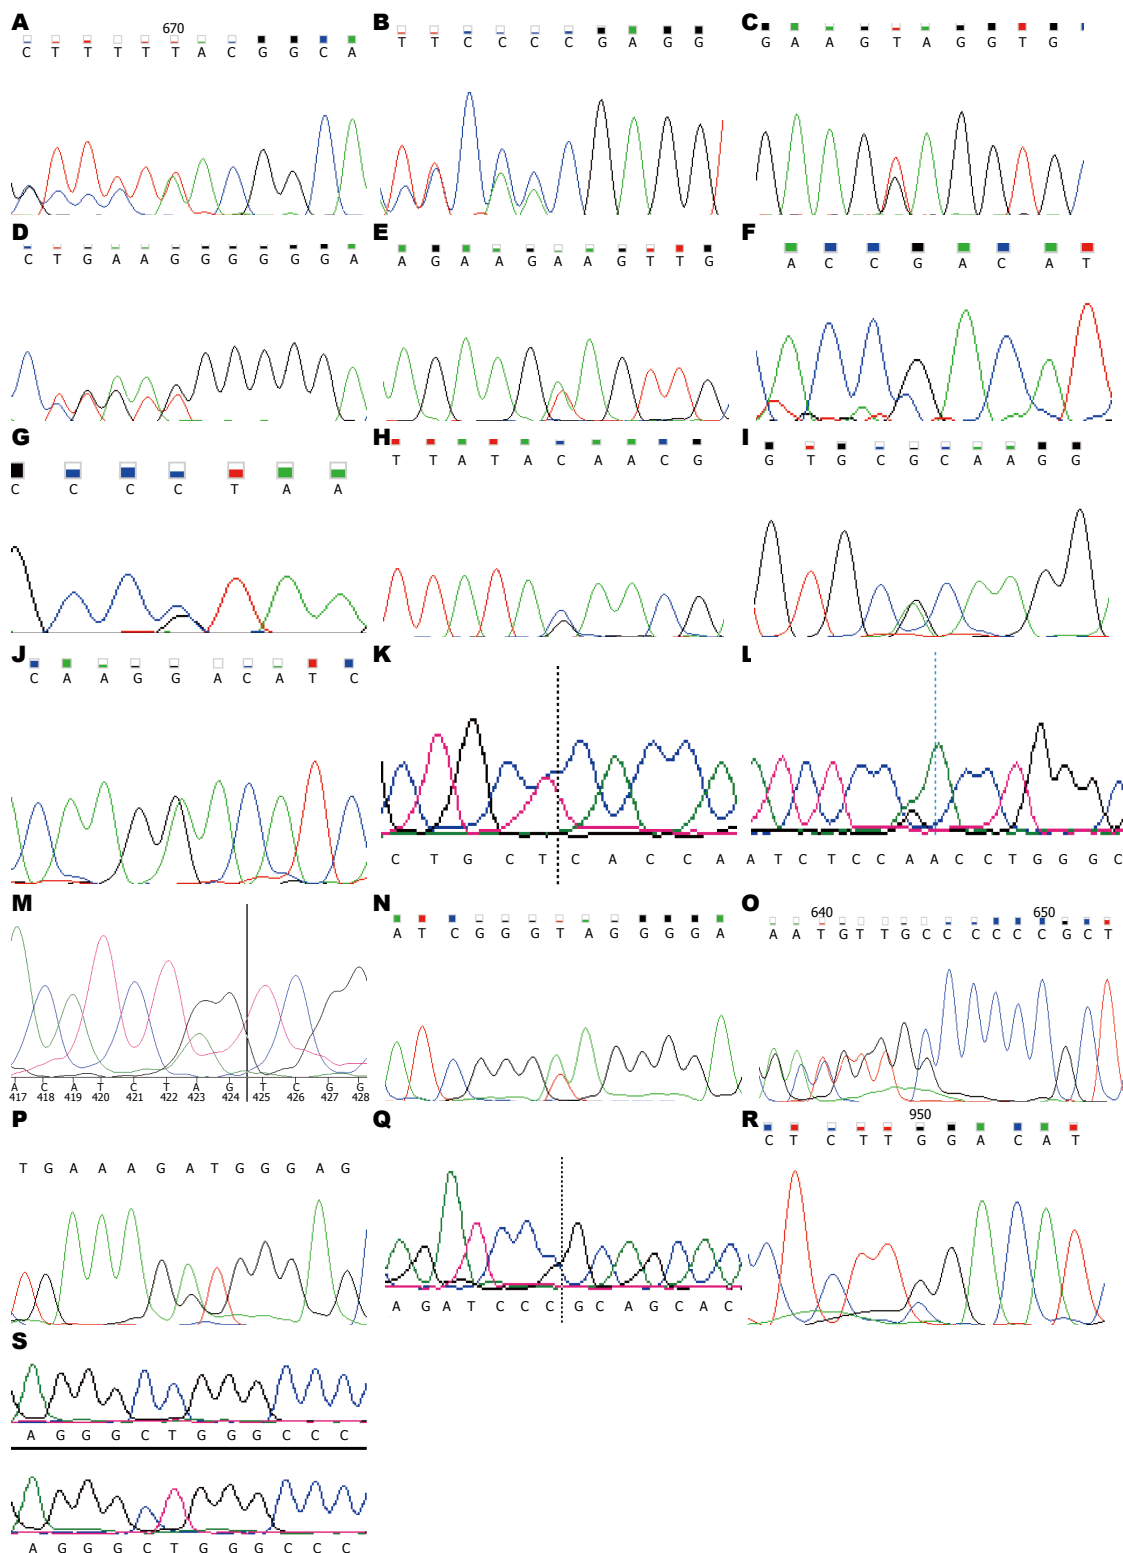 A
670
C T T T T T A C G G C A
B
T T C C C C G A G G
C
G A A G T A G G T G
D
C T G A A G G G G G G A
E
A G A A G A A G T T G
F
A C C G A C A T
G
C C C C T A A
H
T T A T A C A A C G
I
G T G C G C A A G G
J
C A A G G A C A T C
K
C T G C T C A C C A
L
A T C T C C A A C C T G G G C
M
A C A T C T A G T C G G
417 418 419 420 421 422 423 424 425 426 427 428
N
A T C G G G T A G G G G A
O
640 650
A A T G T T G C C C C C C G C T
P
T G A A A G A T G G G A G
Q
A G A T C C C G C A G C A C
R
950
C T C T T G G A C A T
S
A G G G C T G G G C C C
A G G G C T G G G C C C